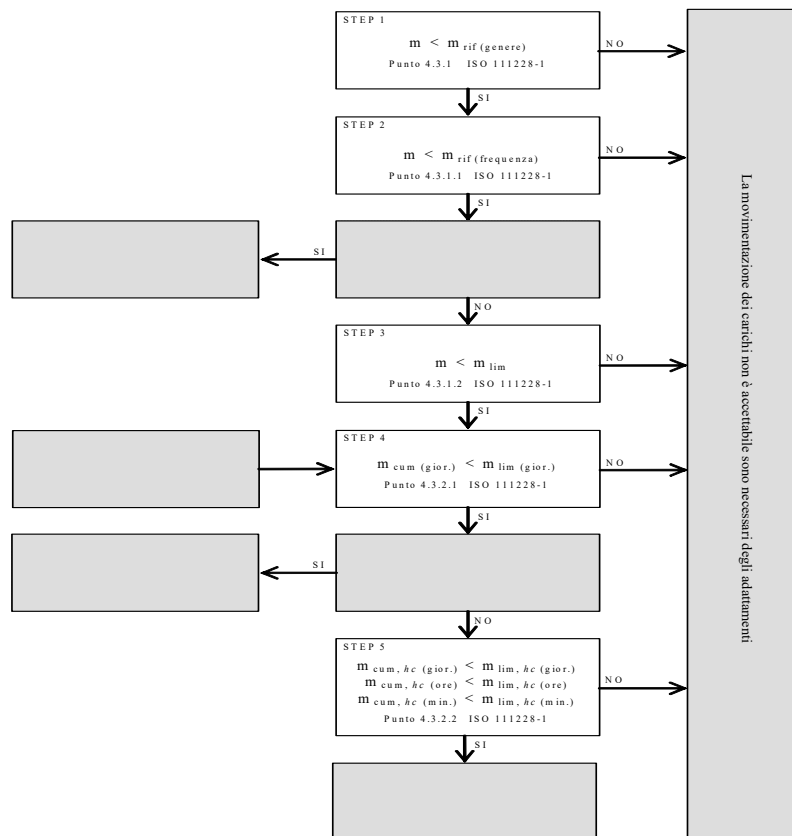 STEP 1
m < m rif (genere)
Punto 4.3.1 ISO 111228-1
NO
SI
STEP 2
m < m rif (frequenza)
Punto 4.3.1.1 ISO 111228-1
NO
SI
SI
NO
STEP 3
m < m lim
Punto 4.3.1.2 ISO 111228-1
NO
SI
STEP 4
m cum (gior.) < m lim (gior.)
Punto 4.3.2.1 ISO 111228-1
NO
SI
SI
NO
STEP 5
m cum, hc (gior.) < m lim, hc (gior.)
m cum, hc (ore) < m lim, hc (ore)
m cum, hc (min.) < m lim, hc (min.)
Punto 4.3.2.2 ISO 111228-1
NO
SI
La movimentazione dei carichi non è accettabile sono necessari degli adattamenti